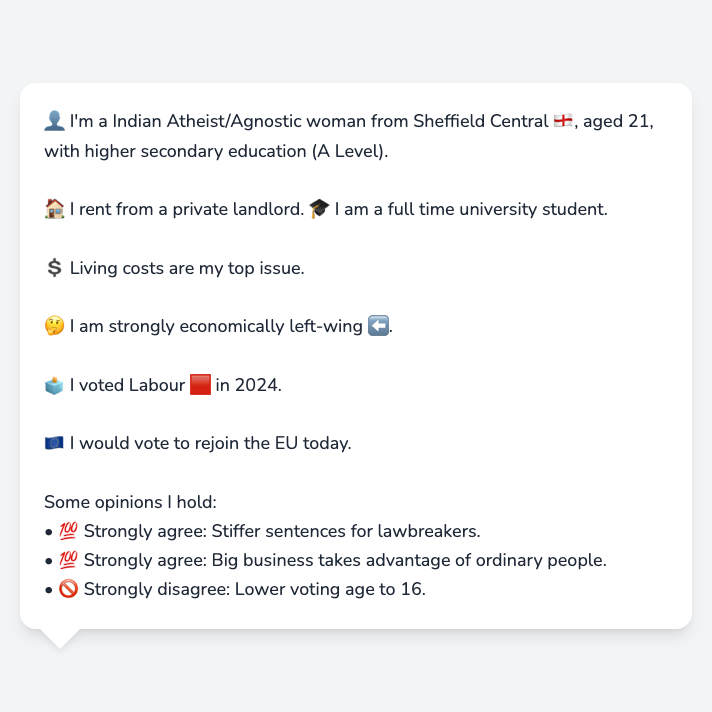 👤 I'm a Indian Atheist/Agnostic woman from Sheffield Central 🏴󠁧󠁢󠁥󠁮󠁧󠁿, aged 21,
with higher secondary education (A Level).
🏠 I rent from a private landlord. 🎓 I am a full time university student.
💲 Living costs are my top issue.
🤔 I am strongly economically left-wing ⬅️.
🗳️ I voted Labour 🟥 in 2024.
🇪🇺 I would vote to rejoin the EU today.
Some opinions I hold:
• 💯 Strongly agree: Stiffer sentences for lawbreakers.
• 💯 Strongly agree: Big business takes advantage of ordinary people.
• 🚫 Strongly disagree: Lower voting age to 16.